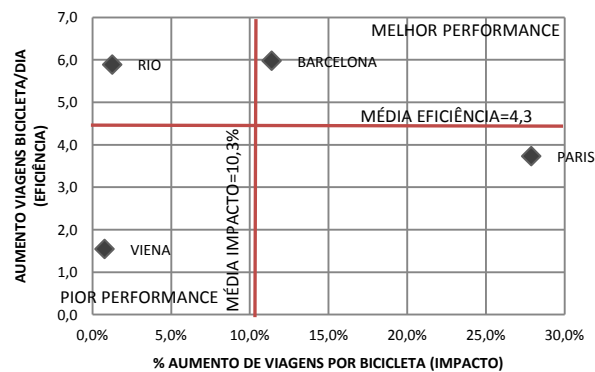 7,0
MELHOR PERFORMANCE
6,0
RIO
BARCELONA
5,0
MÉDIA EFICIÊNCIA=4,3
4,0
PARIS
3,0
2,0
VIENA
1,0
PIOR PERFORMANCE
0,0
MÉDIA IMPACTO=10,3%
0,0% 5,0% 10,0% 15,0% 20,0% 25,0% 30,0%
% AUMENTO DE VIAGENS POR BICICLETA (IMPACTO)
AUMENTO VIAGENS BICICLETA/DIA
(EFICIÊNCIA)